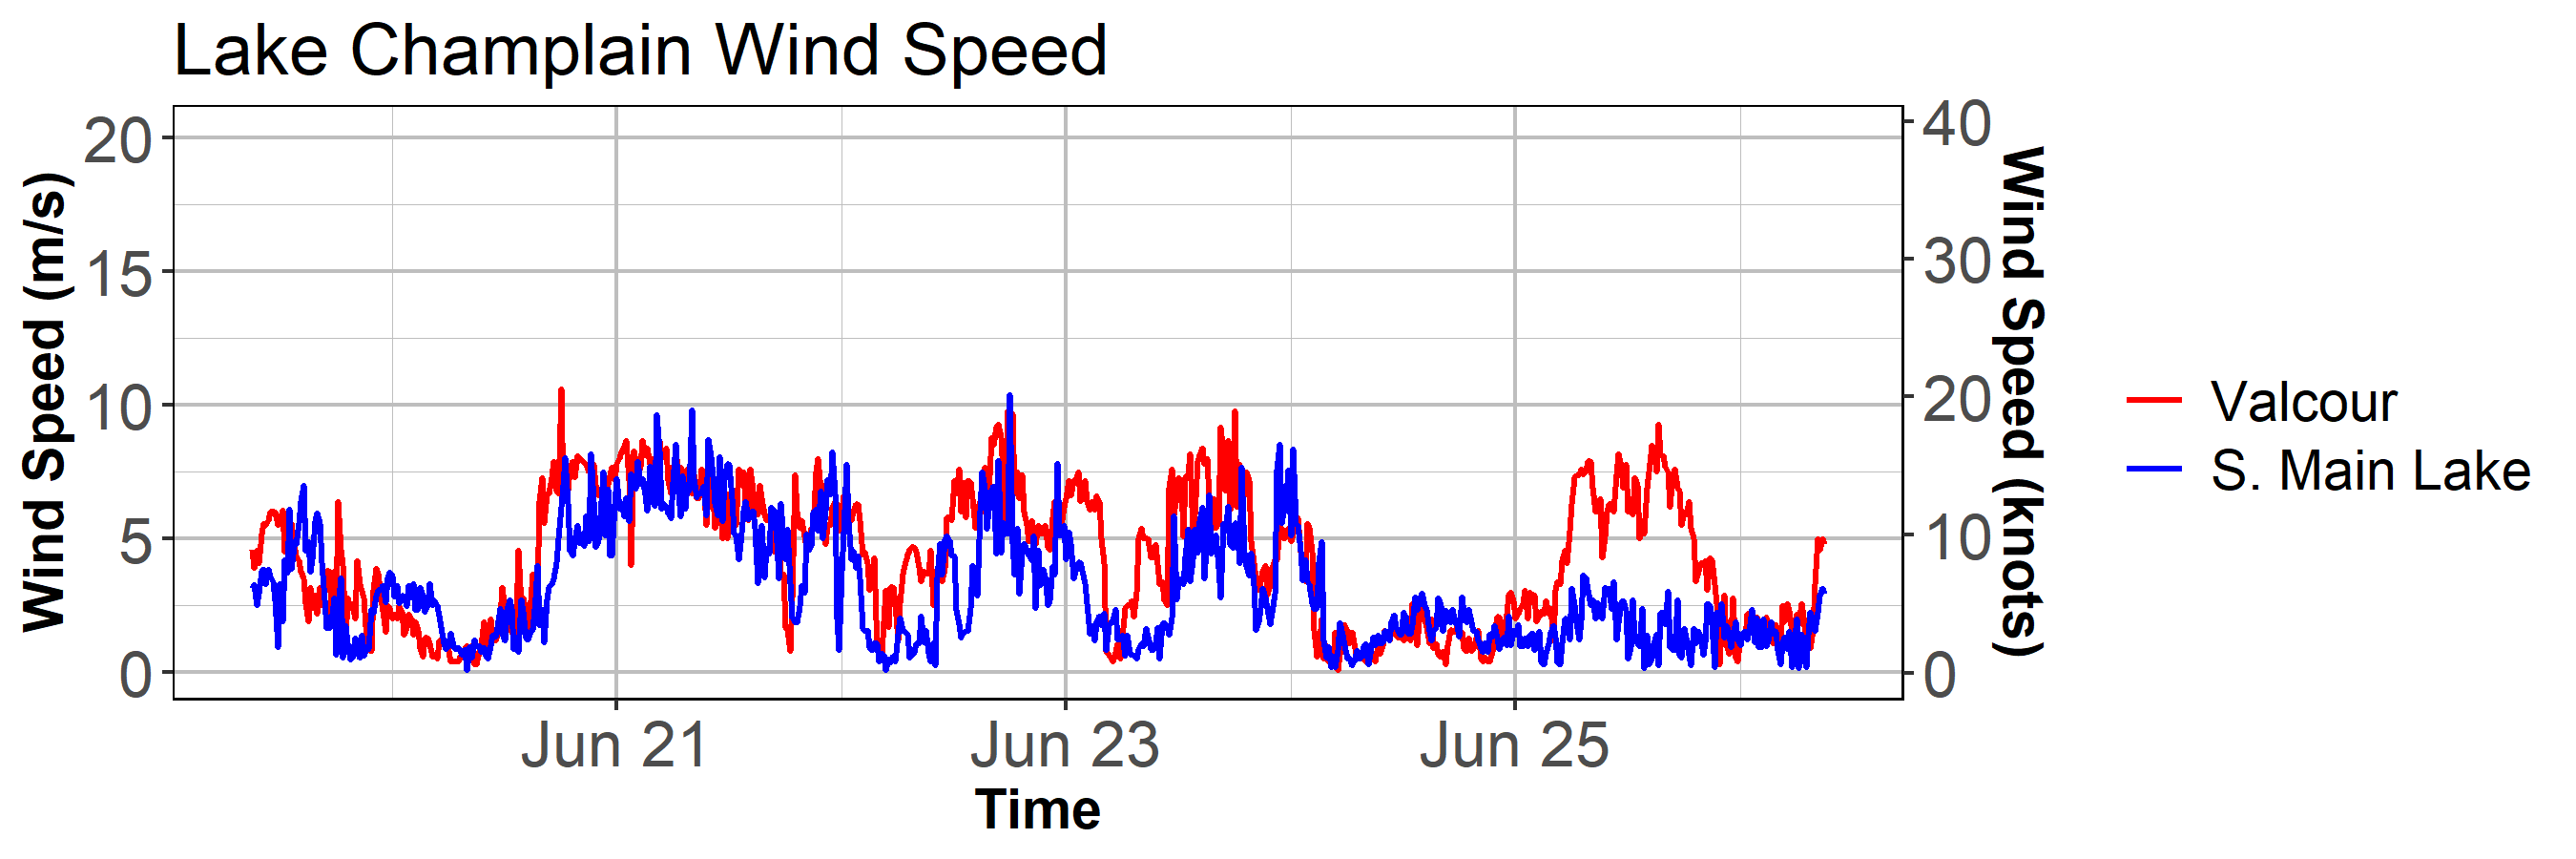 Lake Champlain Wind Speed
Wind Speed (m/s)
20
15
10
5
0
40
30
20
10
0
Wind Speed (knots)
Jun 21
Jun 23
Jun 25
Time
Valcour
S. Main Lake